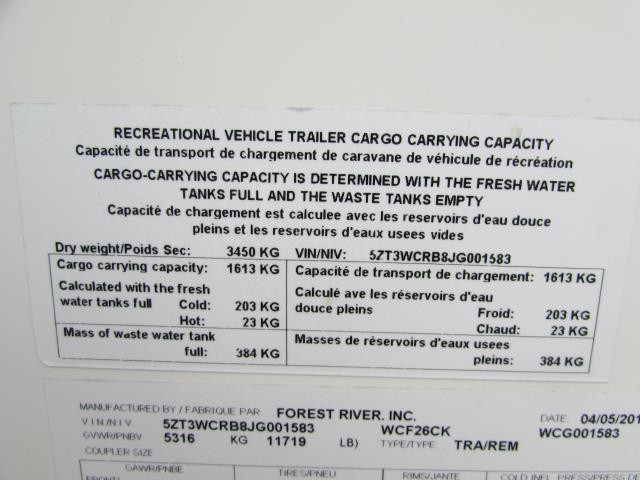 RECREATIONAL VEHICLE TRAILER CARGO CARRYING CAPACITY
Capacité de transport de chargement de caravane de véhicule de récréation
CARGO-CARRYING CAPACITY IS DETERMINED WITH THE FRESH WATER
TANKS FULL AND THE WASTE TANKS EMPTY
Capacité de chargement est calculee avec les reservoirs d'eau douce
pleins et les reservoirs d'eaux usees vides
Dry weight/Poids Sec: 3450 KG VIN/NIV: 5ZT3WCRB8JG001583
Cargo carrying capacity: 1613 KG Capacité de transport de chargement: 1613 KG
Calculated with the fresh Calculé ave les réservoirs d'eau
water tanks full Cold: 203 KG douce pleins Froid: 203 KG
Hot: 23 KG Chaud: 23 KG
Mass of waste water tank Masses de réservoirs d'eaux usees
full: 384 KG pleins: 384 KG
MANUFACTURED BY / FABRIQUE PAR: FOREST RIVER. INC. DATE: 04/05/201
V.I.N./N.I.V 5ZT3WCRB8JG001583 WCF26CK WCG001583
GVWR/PNBV 5316 KG 11719 LB) TYPE/TYPE: TRA/REM
COUPLER SIZE
GAWR/PNBE TIRES/PNEU RIMS/JANTE COLD INFL. PRESS/PRESS DE
FRONT/